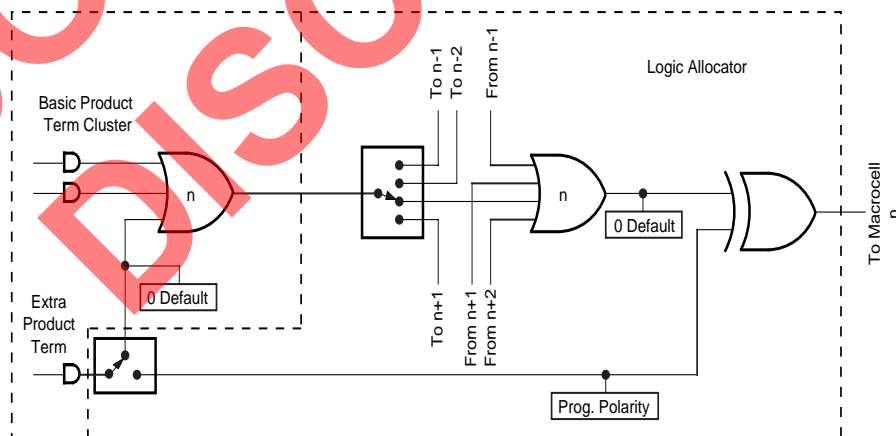 To n-1
To n-2
From n-1
Logic Allocator
Basic Product
Term Cluster
n
n
0 Default
To Macrocell
n
0 Default
To n+1
From n+1
From n+2
Extra
Product
Term
Prog. Polarity
DISC